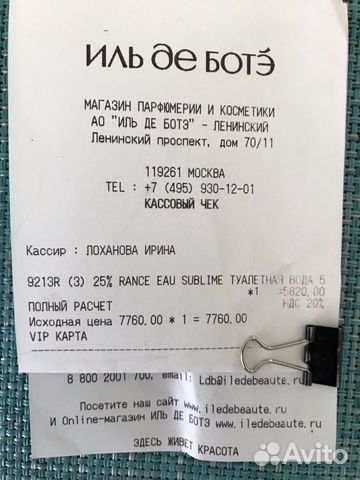 ИЛЬ ДЕ БОТЭ
МАГАЗИН ПАРФЮМЕРИИ И КОСМЕТИКИ
АО "ИЛЬ ДЕ БОТЭ" - ЛЕНИНСКИЙ
Ленинский проспект, дом 70/11
119261 МОСКВА
TEL : +7 (495) 930-12-01
КАССОВЫЙ ЧЕК
Кассир : ЛОХАНОВА ИРИНА
9213R (3) 25% RANCE EAU SUBLIME ТУАЛЕТНАЯ ВОДА 5
*1 =5820.00
ПОЛНЫЙ РАСЧЕТ НДС 20%
Исходная цена 7760.00 * 1 = 7760.00
VIP КАРТА
8 800 2001 700, email: Ldb@iledebeaute.ru
Посетите наш сайт www.iledebeaute.ru
И Online-магазин ИЛЬ ДЕ БОТЭ www.iledebeaute.ru
ЗДЕСЬ ЖИВЕТ КРАСОТА
Avito